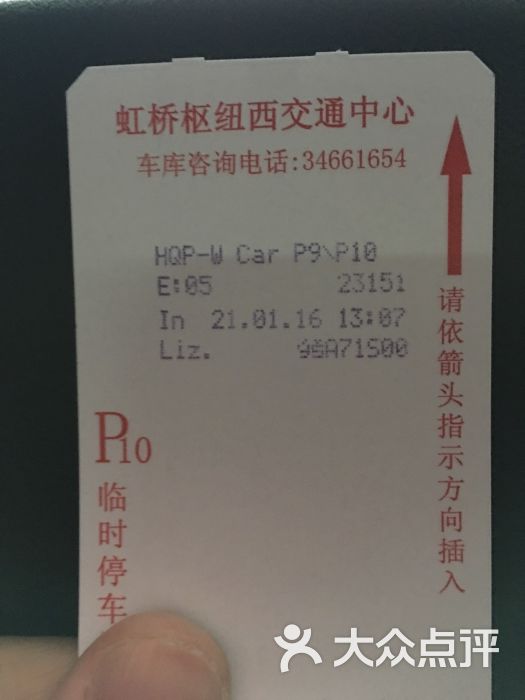 虹桥枢纽西交通中心
车库咨询电话:34661654
HQP-W Car P9\P10
E:05 23151
In 21.01.16 13:07
Liz. A71S00
请依箭头指示方向插入
P10
临时停车
大众点评